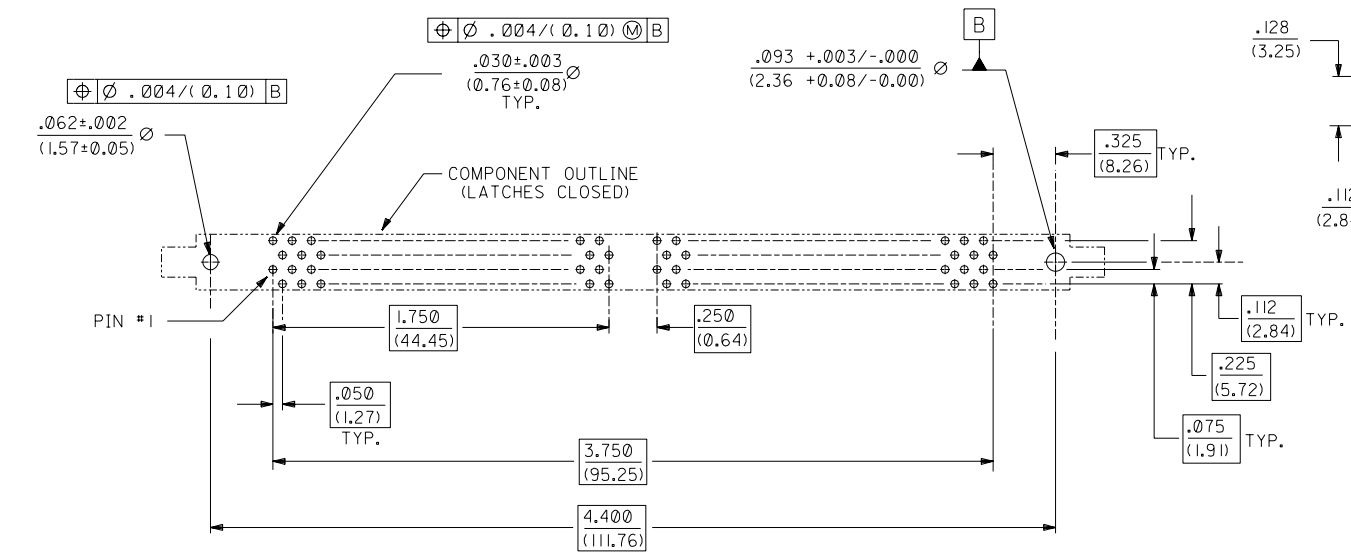 ⌖ Ø .004/(0.10) Ⓜ B
.030±.003 Ø
(0.76±0.08)
TYP.
⌖ Ø .004/(0.10) B
.062±.002 Ø
(1.57±0.05)
COMPONENT OUTLINE
(LATCHES CLOSED)
B
.093 +.003/-.000 Ø
(2.36 +0.08/-0.00)
.128
(3.25)
.325 TYP.
(8.26)
PIN #1
1.750
(44.45)
.250
(0.64)
.112 TYP.
(2.84)
.225
(5.72)
.050
(1.27)
TYP.
.075 TYP.
(1.91)
3.750
(95.25)
4.400
(111.76)